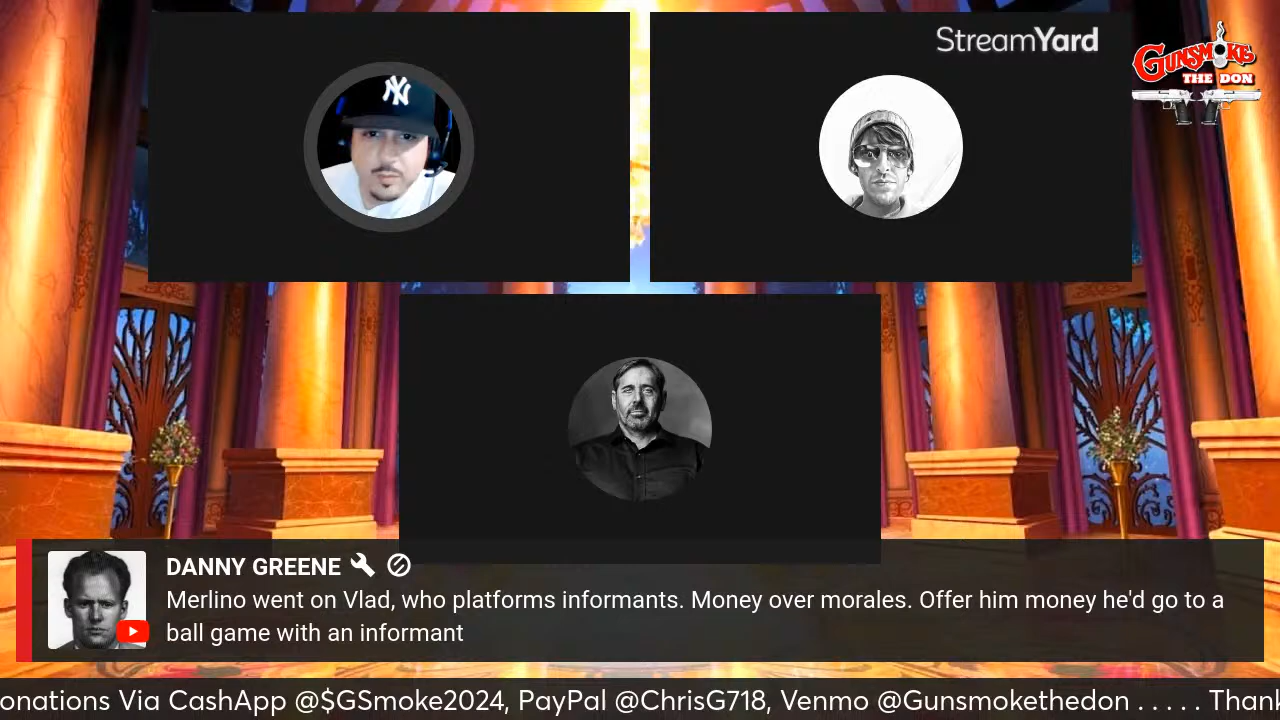 StreamYard
GUNSMOKE
THE DON
NY
DANNY GREENE
Merlino went on Vlad, who platforms informants. Money over morales. Offer him money he'd go to a
ball game with an informant
onations Via CashApp @$GSmoke2024, PayPal @ChrisG718, Venmo @Gunsmokethedon . . . . . Thank